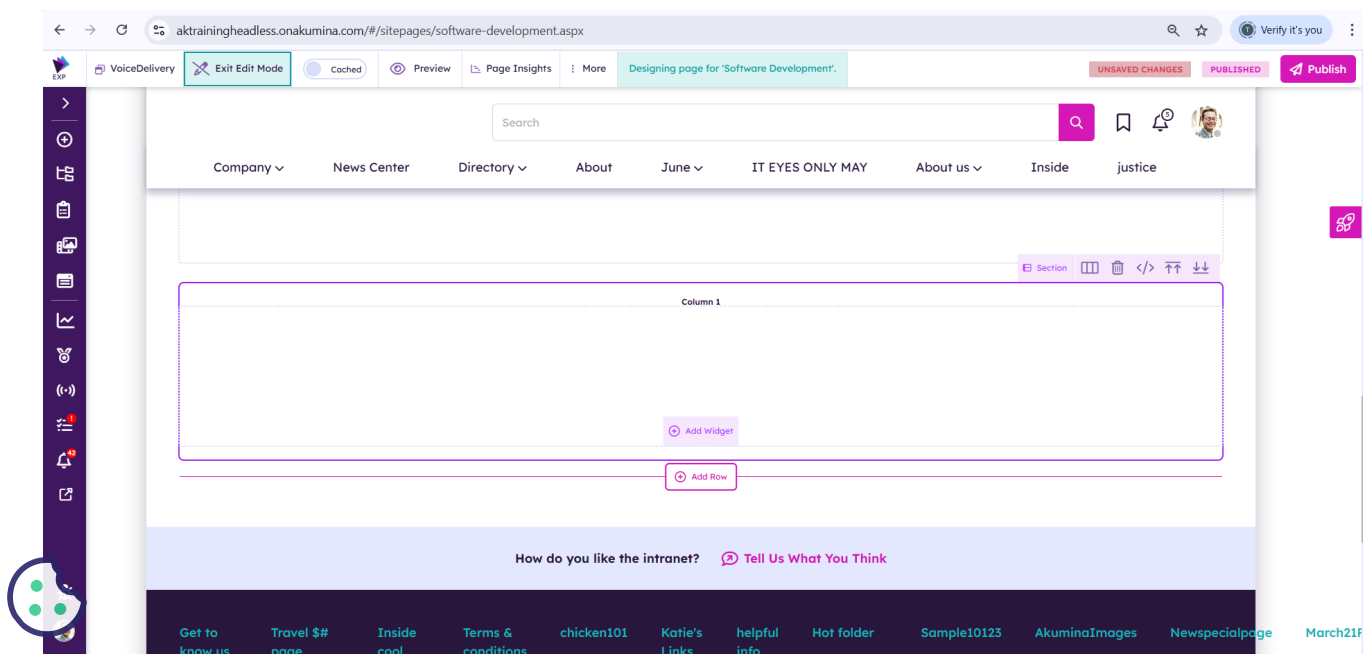 aktrainingheadless.onakumina.com/#/sitepages/software-development.aspx
Verify it's you
EXP
VoiceDelivery
Exit Edit Mode
Cached
Preview
Page Insights
More
Designing page for 'Software Development'.
UNSAVED CHANGES
PUBLISHED
Publish
Search
5
Company
News Center
Directory
About
June
IT EYES ONLY MAY
About us
Inside
justice
Section
Column 1
Add Widget
Add Row
!
42
How do you like the intranet?
Tell Us What You Think
Get to
know us
Travel $#
page
Inside
cool
Terms &
conditions
chicken101
Katie's
Links
helpful
info
Hot folder
Sample10123
AkuminaImages
Newspecialpage